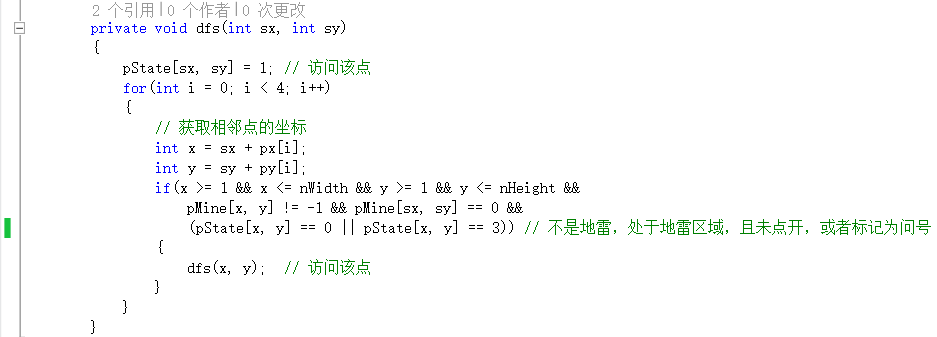 2 个引用|0 个作者|0 次更改
private void dfs(int sx, int sy)
{
pState[sx, sy] = 1; // 访问该点
for(int i = 0; i < 4; i++)
{
// 获取相邻点的坐标
int x = sx + px[i];
int y = sy + py[i];
if(x >= 1 && x <= nWidth && y >= 1 && y <= nHeight &&
pMine[x, y] != -1 && pMine[sx, sy] == 0 &&
(pState[x, y] == 0 || pState[x, y] == 3)) // 不是地雷，处于地雷区域，且未点开，或者标记为问号
{
dfs(x, y);  // 访问该点
}
}
}